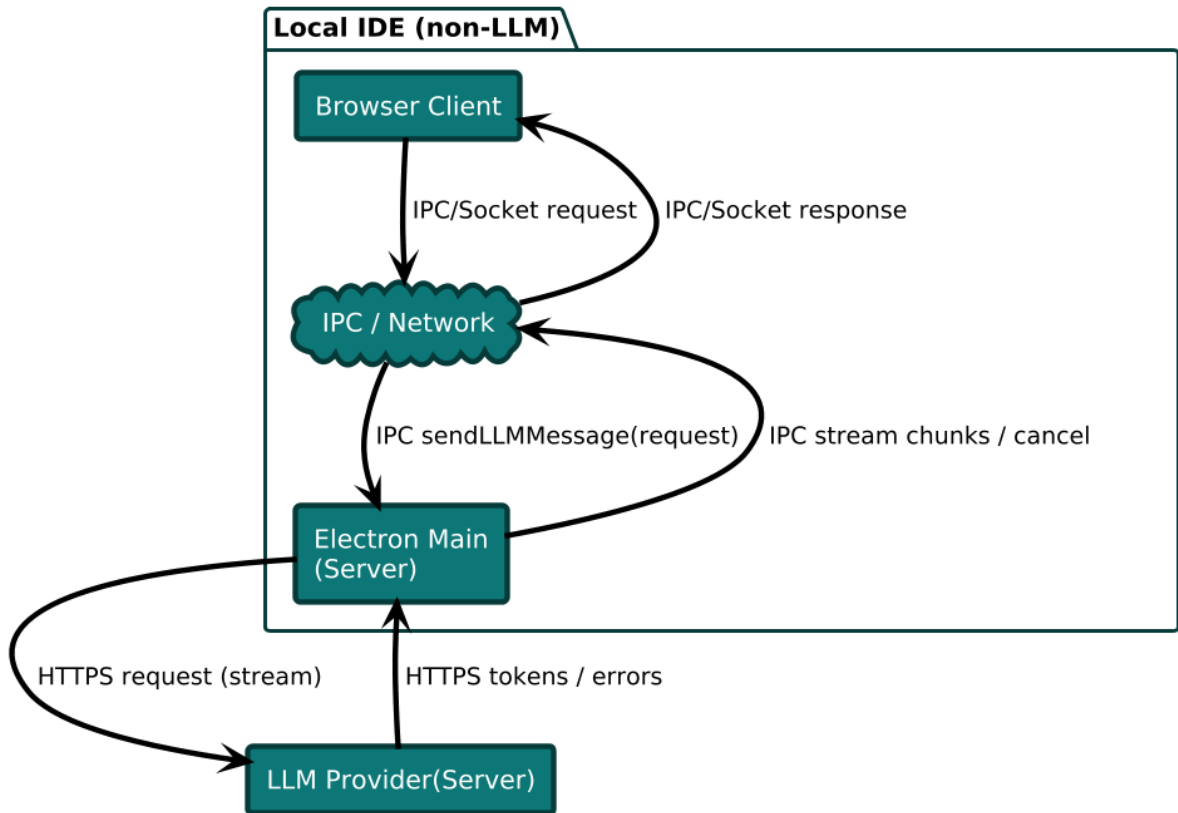 Local IDE (non-LLM)
Browser Client
IPC/Socket request
IPC/Socket response
IPC / Network
IPC sendLLMMessage(request)
IPC stream chunks / cancel
Electron Main
(Server)
HTTPS request (stream)
HTTPS tokens / errors
LLM Provider(Server)